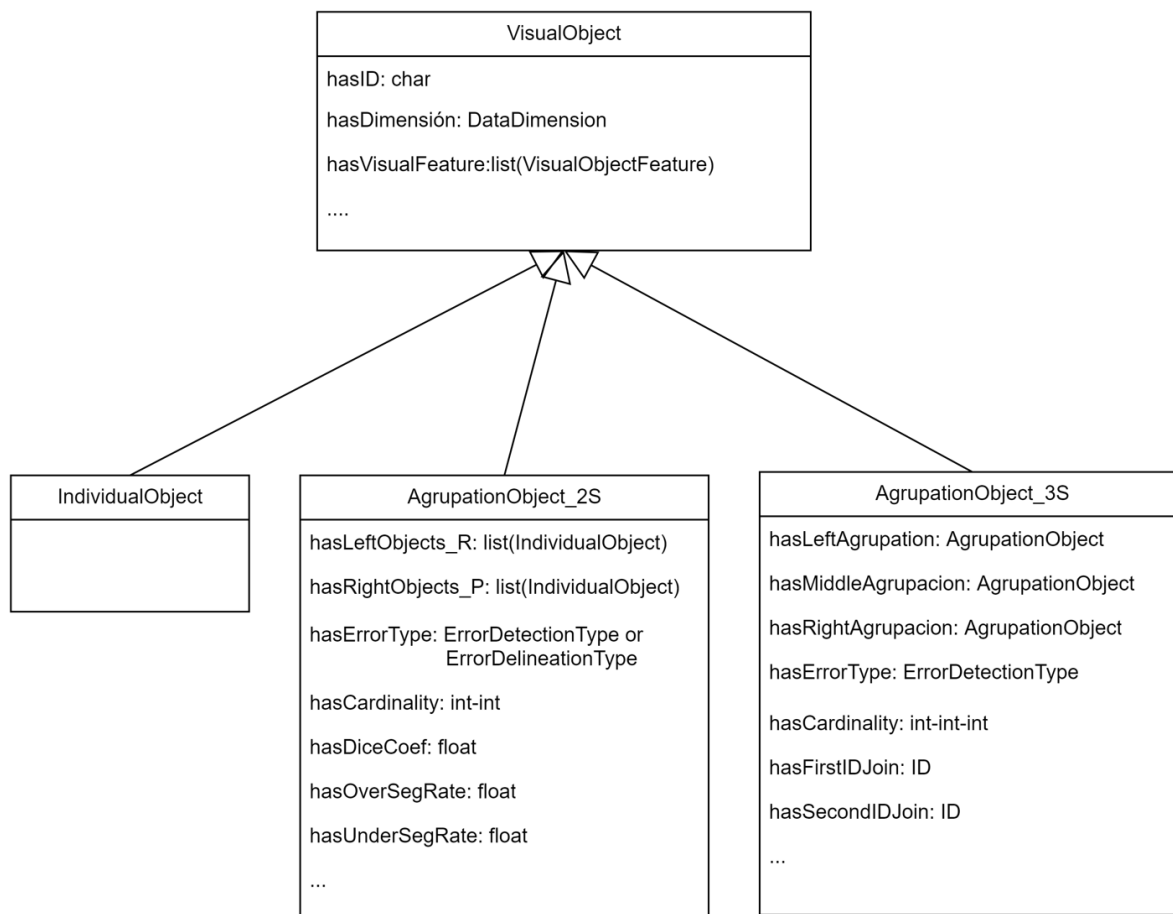 VisualObject
hasID: char
hasDimensión: DataDimension
hasVisualFeature:list(VisualObjectFeature)
....
IndividualObject
AgrupationObject_2S
hasLeftObjects_R: list(IndividualObject)
hasRightObjects_P: list(IndividualObject)
hasErrorType: ErrorDetectionType or
ErrorDelineationType
hasCardinality: int-int
hasDiceCoef: float
hasOverSegRate: float
hasUnderSegRate: float
...
AgrupationObject_3S
hasLeftAgrupation: AgrupationObject
hasMiddleAgrupacion: AgrupationObject
hasRightAgrupacion: AgrupationObject
hasErrorType: ErrorDetectionType
hasCardinality: int-int-int
hasFirstIDJoin: ID
hasSecondIDJoin: ID
...